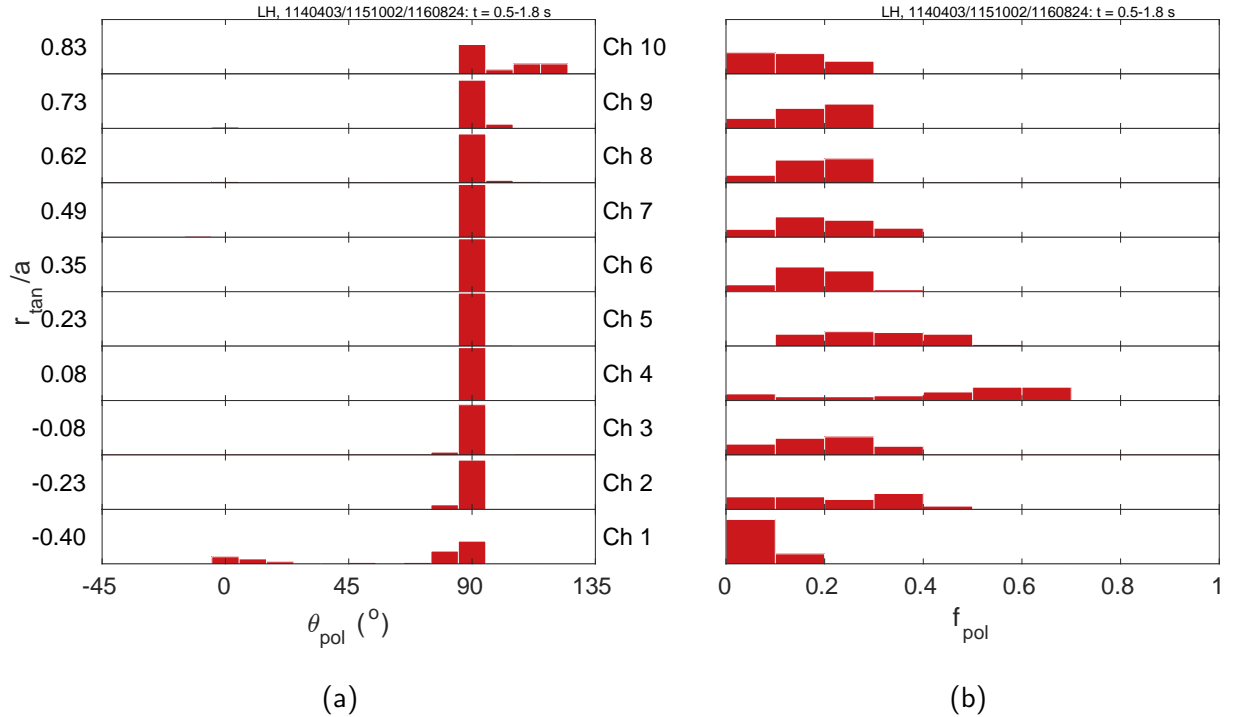 LH, 1140403/1151002/1160824: t = 0.5-1.8 s
LH, 1140403/1151002/1160824: t = 0.5-1.8 s
0.83 Ch 10
0.73 Ch 9
0.62 Ch 8
0.49 Ch 7
0.35 Ch 6
0.23 Ch 5
0.08 Ch 4
-0.08 Ch 3
-0.23 Ch 2
-0.40 Ch 1
r_tan/a
-45 0 45 90 135
θ_pol (°)
0 0.2 0.4 0.6 0.8 1
f_pol
(a)
(b)